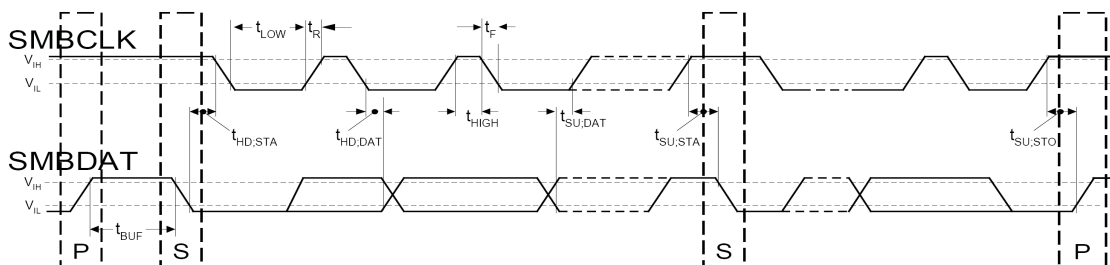 SMBCLK
t_LOW
t_R
t_F
V_IH
V_IL
t_HD;STA
t_HD;DAT
t_HIGH
t_SU;DAT
t_SU;STA
t_SU;STO
SMBDAT
V_IH
V_IL
t_BUF
P
S
S
P